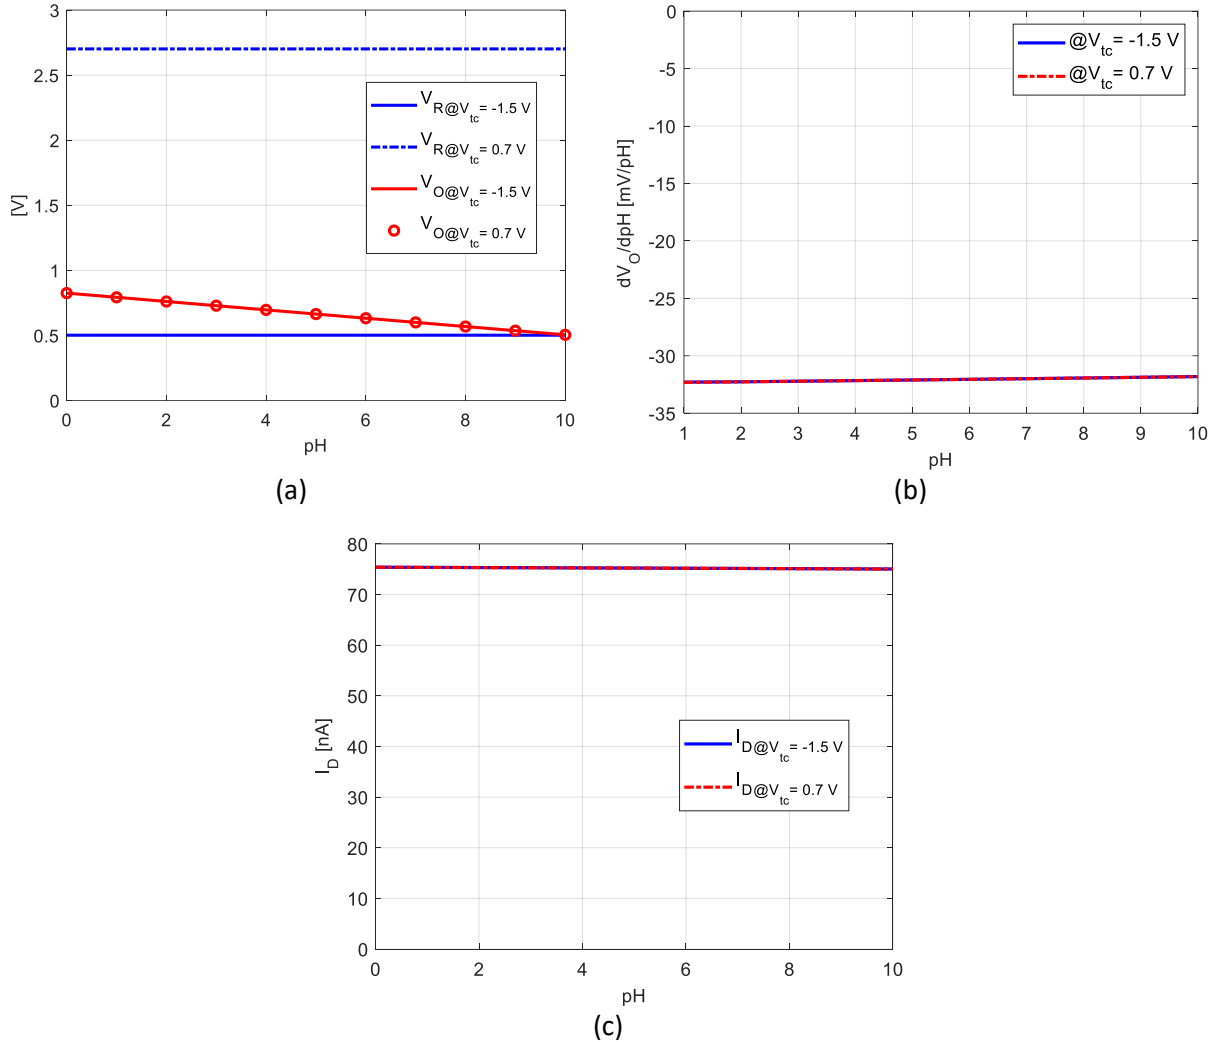 3
2.5
2
1.5
1
0.5
0
[V]
0 2 4 6 8 10
pH
V R@V tc = -1.5 V
V R@V tc = 0.7 V
V O@V tc = -1.5 V
V O@V tc = 0.7 V
(a)
0
-5
-10
-15
-20
-25
-30
-35
dV O /dpH [mV/pH]
1 2 3 4 5 6 7 8 9 10
pH
@V tc = -1.5 V
@V tc = 0.7 V
(b)
80
70
60
50
40
30
20
10
0
I D [nA]
0 2 4 6 8 10
pH
I D@V tc = -1.5 V
I D@V tc = 0.7 V
(c)